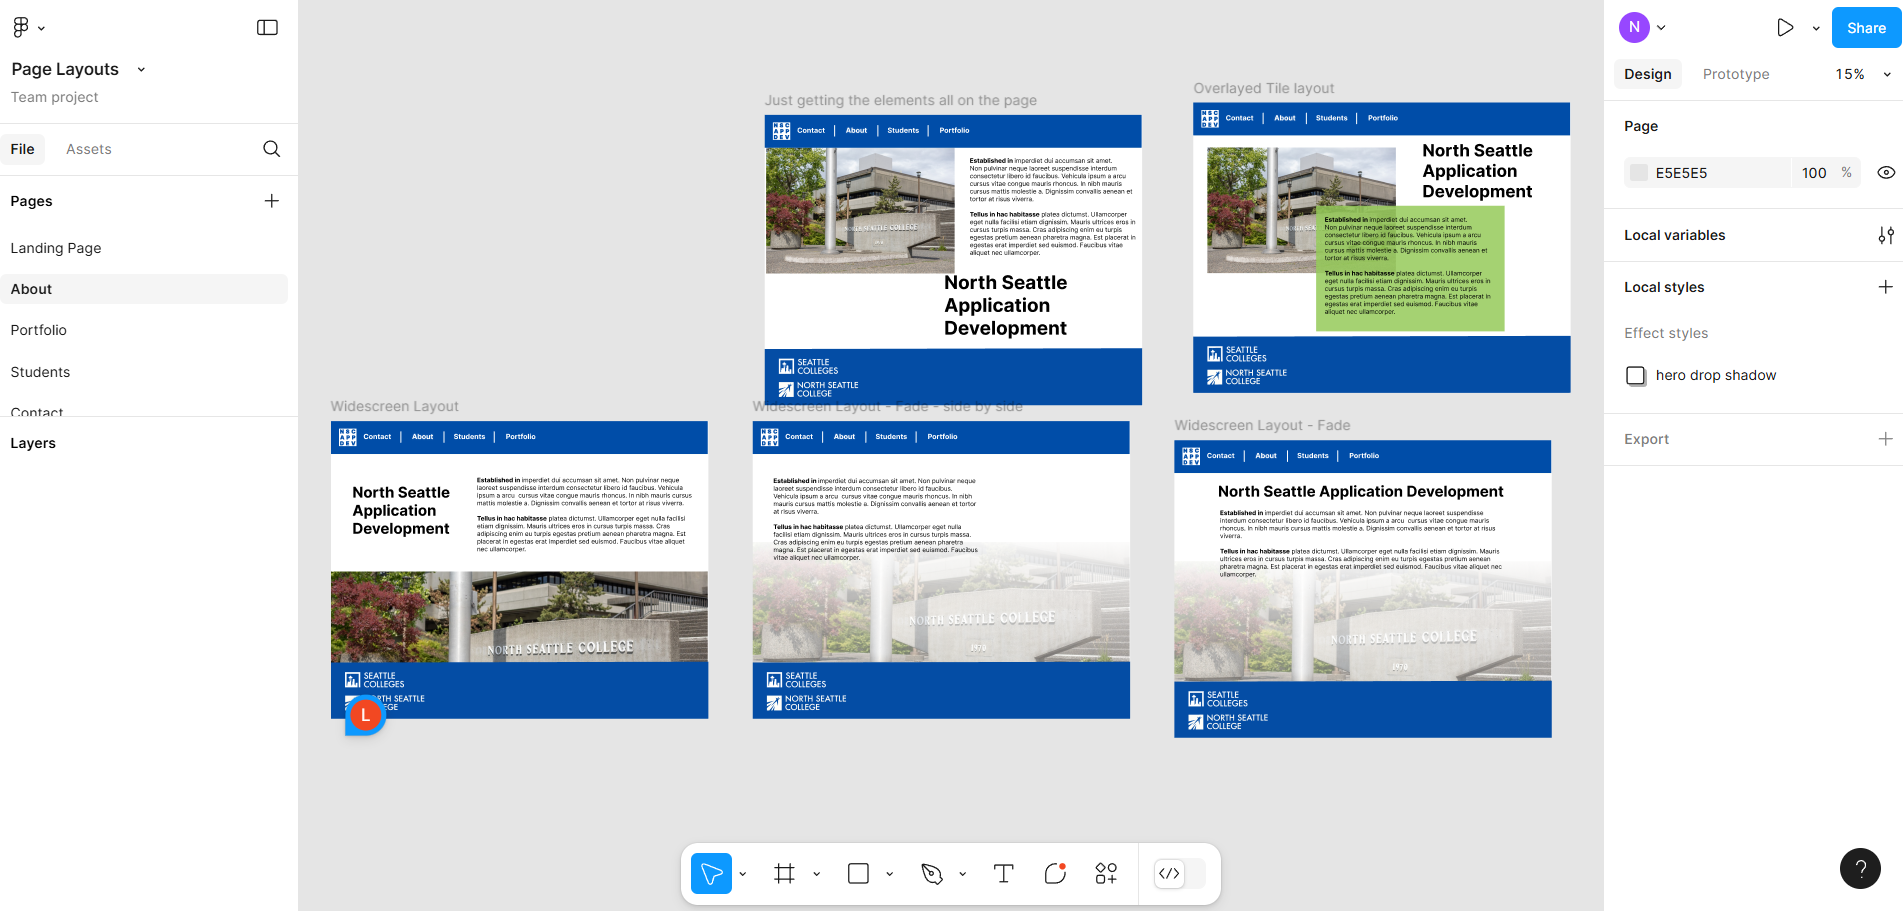 Page Layouts
Team project
File
Assets
Pages
Landing Page
About
Portfolio
Students
Contact
Layers
Just getting the elements all on the page
NSC
APP
DEV
Contact
About
Students
Portfolio
Established in imperdiet dui accumsan sit amet.
Non pulvinar neque laoreet suspendisse interdum
consectetur libero id faucibus. Vehicula ipsum a arcu
cursus vitae congue mauris rhoncus. In nibh mauris
cursus mattis molestie a. Dignissim convallis aenean et
tortor at risus viverra.
Tellus in hac habitasse platea dictumst. Ullamcorper
eget nulla facilisi etiam dignissim. Mauris ultrices eros in
cursus turpis massa. Cras adipiscing enim eu turpis
egestas pretium aenean pharetra magna. Est placerat in
egestas erat imperdiet sed euismod. Faucibus vitae
aliquet nec ullamcorper.
NORTH SEATTLE COLLEGE
North Seattle
Application
Development
SEATTLE
COLLEGES
NORTH SEATTLE
COLLEGE
Overlayed Tile layout
NSC
APP
DEV
Contact
About
Students
Portfolio
North Seattle
Application
Development
Established in imperdiet dui accumsan sit amet.
Non pulvinar neque laoreet suspendisse interdum
consectetur libero id faucibus. Vehicula ipsum a arcu
cursus vitae congue mauris rhoncus. In nibh mauris
cursus mattis molestie a. Dignissim convallis aenean et
tortor at risus viverra.
Tellus in hac habitasse platea dictumst. Ullamcorper
eget nulla facilisi etiam dignissim. Mauris ultrices eros in
cursus turpis massa. Cras adipiscing enim eu turpis
egestas pretium aenean pharetra magna. Est placerat in
egestas erat imperdiet sed euismod. Faucibus vitae
aliquet nec ullamcorper.
SEATTLE
COLLEGES
NORTH SEATTLE
COLLEGE
Widescreen Layout
NSC
APP
DEV
Contact
About
Students
Portfolio
North Seattle
Application
Development
Established in imperdiet dui accumsan sit amet. Non pulvinar neque
laoreet suspendisse interdum consectetur libero id faucibus. Vehicula
ipsum a arcu cursus vitae congue mauris rhoncus. In nibh mauris cursus
mattis molestie a. Dignissim convallis aenean et tortor at risus viverra.
Tellus in hac habitasse platea dictumst. Ullamcorper eget nulla facilisi
etiam dignissim. Mauris ultrices eros in cursus turpis massa. Cras
adipiscing enim eu turpis egestas pretium aenean pharetra magna. Est
placerat in egestas erat imperdiet sed euismod. Faucibus vitae aliquet
nec ullamcorper.
NORTH SEATTLE COLLEGE
SEATTLE
COLLEGES
NORTH SEATTLE
L
Widescreen Layout - Fade - side by side
NSC
APP
DEV
Contact
About
Students
Portfolio
Established in imperdiet dui accumsan sit amet. Non pulvinar neque
laoreet suspendisse interdum consectetur libero id faucibus.
Vehicula ipsum a arcu cursus vitae congue mauris rhoncus. In nibh
mauris cursus mattis molestie a. Dignissim convallis aenean et tortor
at risus viverra.
Tellus in hac habitasse platea dictumst. Ullamcorper eget nulla
facilisi etiam dignissim. Mauris ultrices eros in cursus turpis massa.
Cras adipiscing enim eu turpis egestas pretium aenean pharetra
magna. Est placerat in egestas erat imperdiet sed euismod. Faucibus
vitae aliquet nec ullamcorper.
NORTH SEATTLE COLLEGE
1970
SEATTLE
COLLEGES
NORTH SEATTLE
COLLEGE
Widescreen Layout - Fade
NSC
APP
DEV
Contact
About
Students
Portfolio
North Seattle Application Development
Established in imperdiet dui accumsan sit amet. Non pulvinar neque laoreet suspendisse
interdum consectetur libero id faucibus. Vehicula ipsum a arcu cursus vitae congue mauris
rhoncus. In nibh mauris cursus mattis molestie a. Dignissim convallis aenean et tortor at risus
viverra.
Tellus in hac habitasse platea dictumst. Ullamcorper eget nulla facilisi etiam dignissim. Mauris
ultrices eros in cursus turpis massa. Cras adipiscing enim eu turpis egestas pretium aenean
pharetra magna. Est placerat in egestas erat imperdiet sed euismod. Faucibus vitae aliquet nec
ullamcorper.
NORTH SEATTLE COLLEGE
1970
SEATTLE
COLLEGES
NORTH SEATTLE
COLLEGE
N
Share
Design
Prototype
15%
Page
E5E5E5
100
%
Local variables
Local styles
Effect styles
hero drop shadow
Export
?